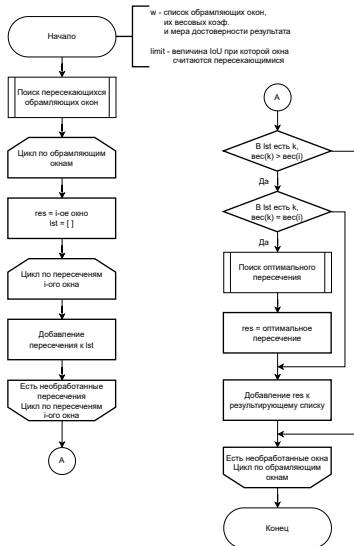 Начало
w - список обрамляющих окон,
их весовых коэф.
и мера достоверности результата
limit - величина IoU при которой окна
считаются пересекающимися
Поиск пересекающихся
обрамляющих окон
Цикл по обрамляющим
окнам
res = i-ое окно
lst = [ ]
Цикл по пересеченям
i-ого окна
Добавление
пересечения к lst
Есть необработанные
пересечения
Цикл по пересеченям
i-ого окна
А
А
В lst есть k,
вес(k) > вес(i)
Да
В lst есть k,
вес(k) = вес(i)
Да
Поиск оптимального
пересечения
res = оптимальное
пересечение
Добавление res к
результирующему списку
Есть необработанные окна
Цикл по обрамляющим
окнам
Конец